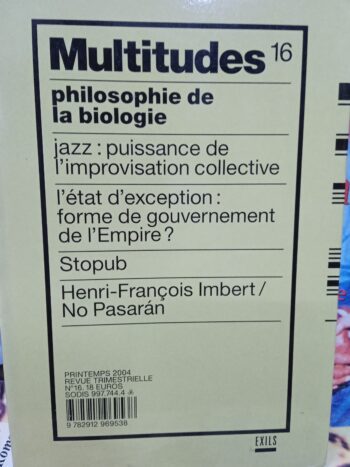 Multitudes 16
philosophie de
la biologie
jazz : puissance de
l'improvisation collective
l'état d'exception :
forme de gouvernement
de l'Empire ?
Stopub
Henri-François Imbert /
No Pasarán
PRINTEMPS 2004
REVUE TRIMESTRIELLE
N°16. 18 EUROS
SODIS 997.744.4
9 782912 969538
EXILS